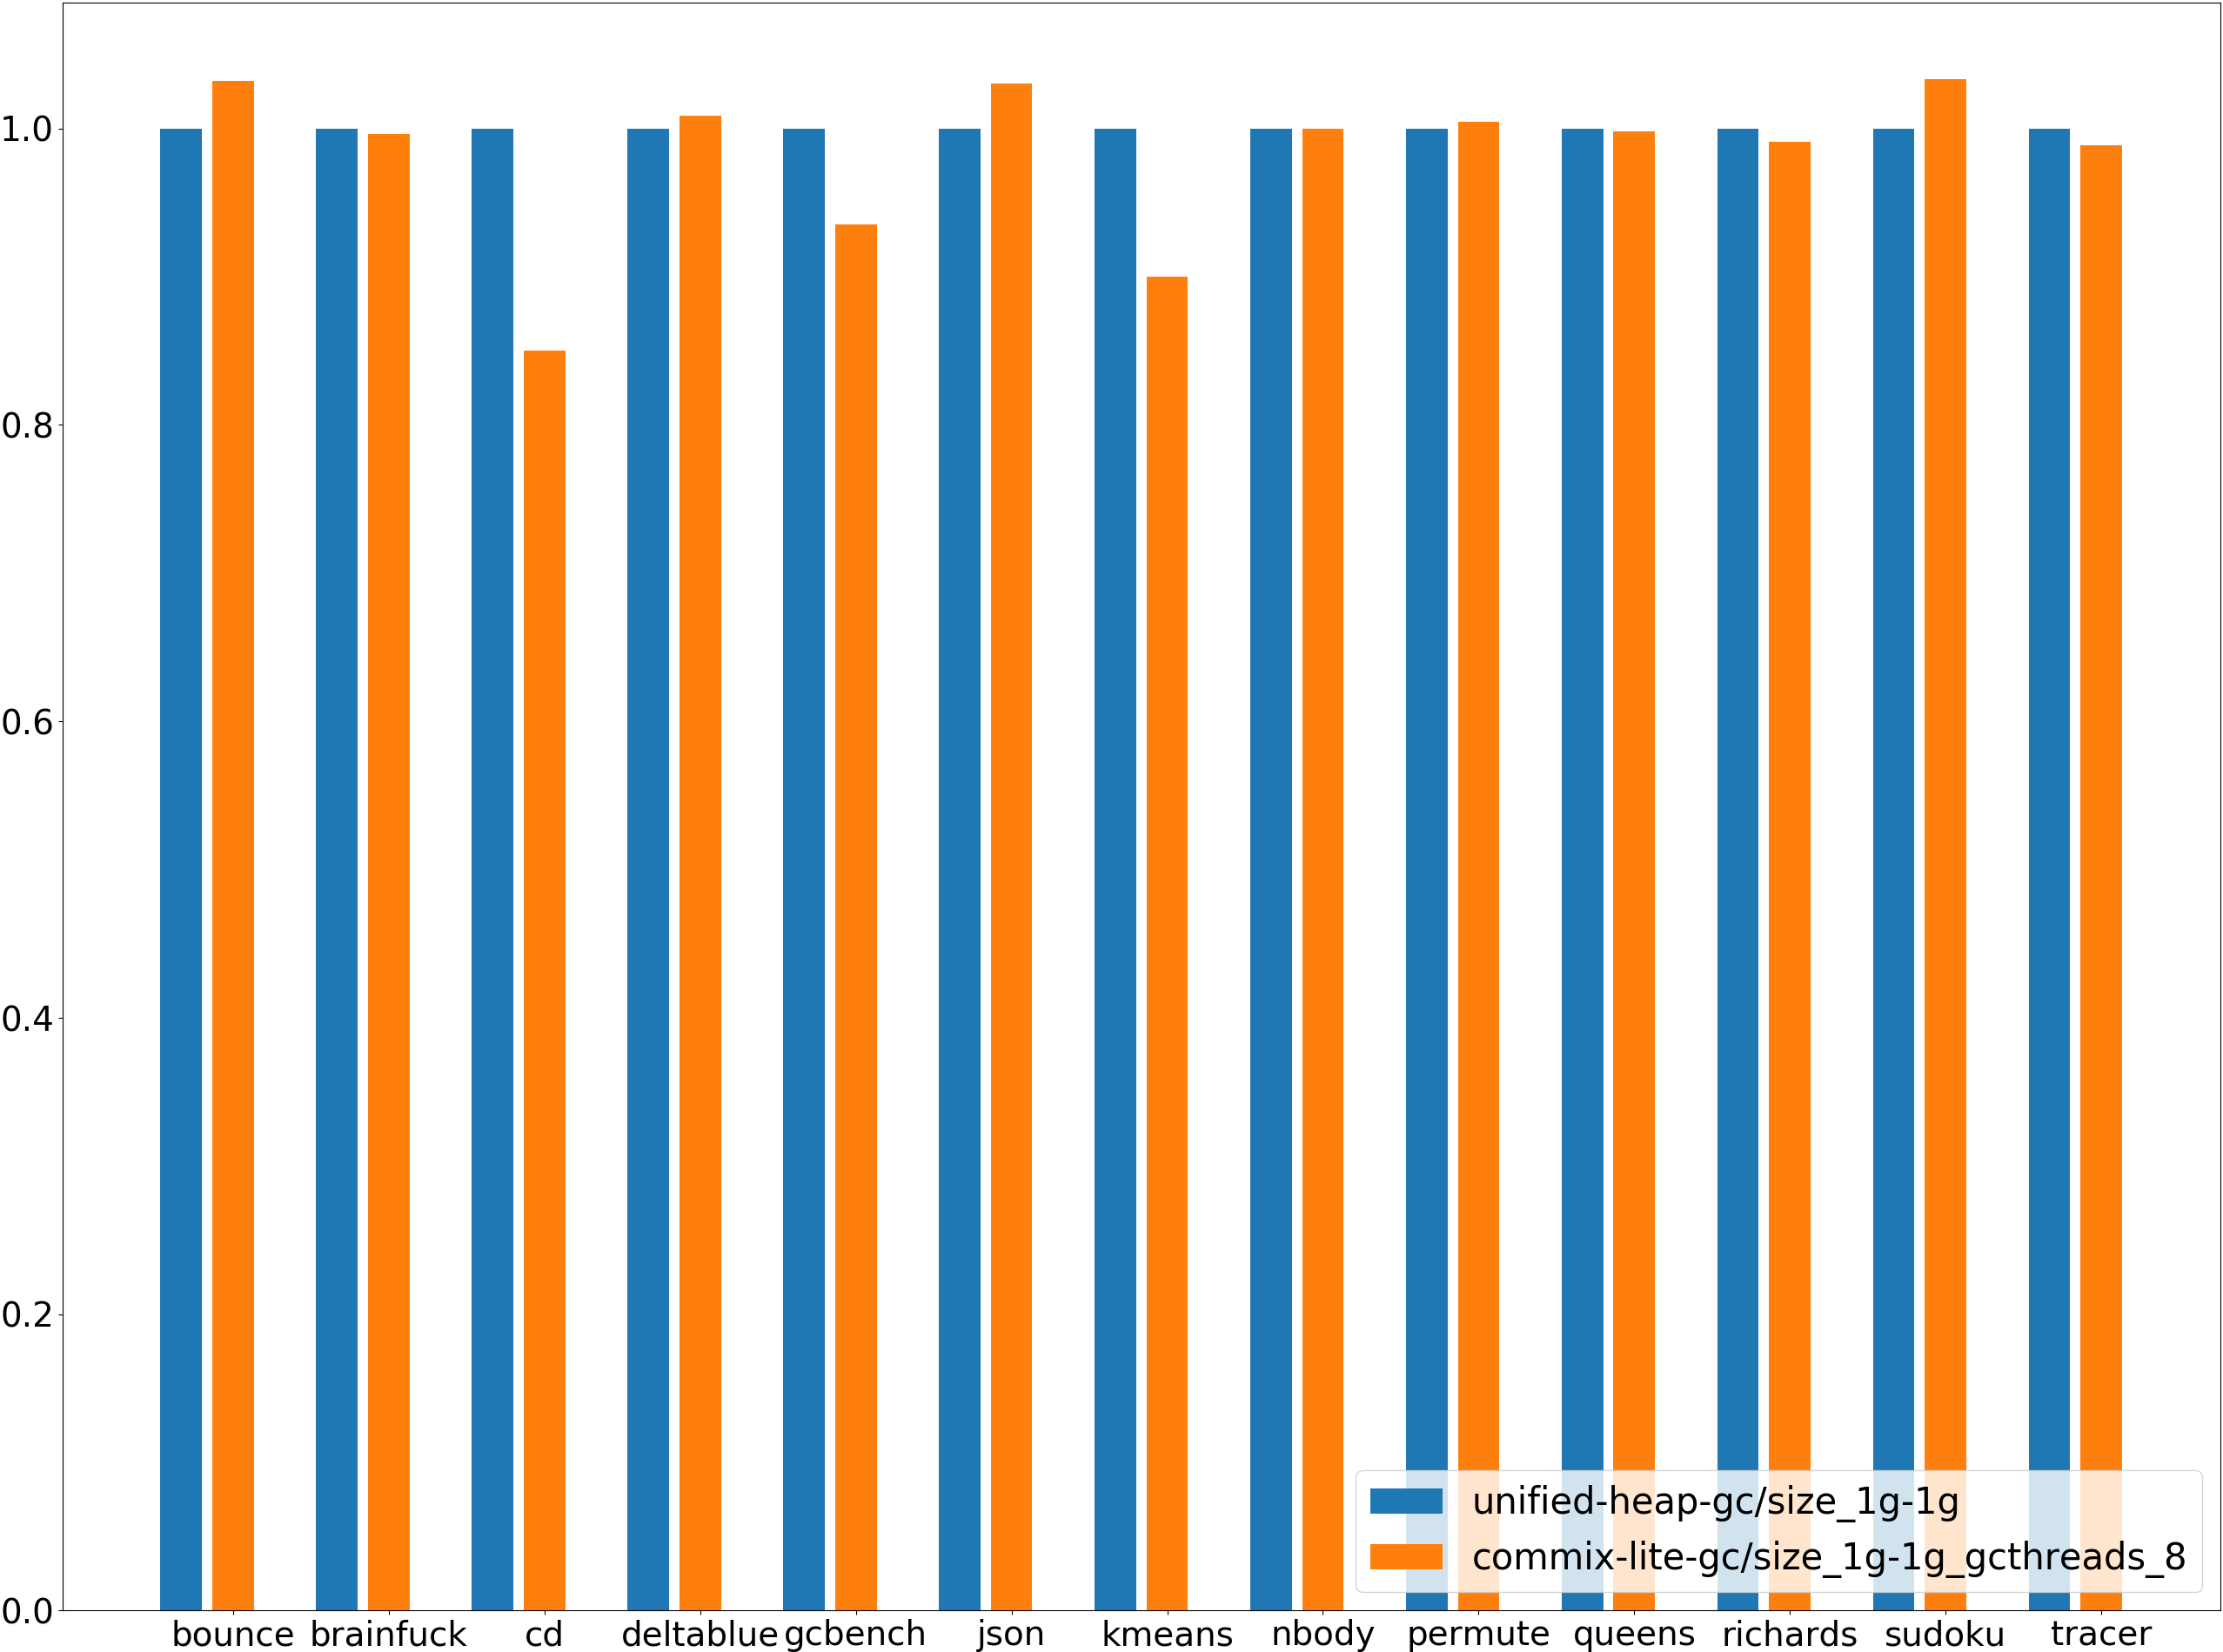 1.0
0.8
0.6
0.4
0.2
0.0
unified-heap-gc/size_1g-1g
commix-lite-gc/size_1g-1g_gcthreads_8
bounce brainfuck cd deltablue gcbench json kmeans nbody permute queens richards sudoku tracer